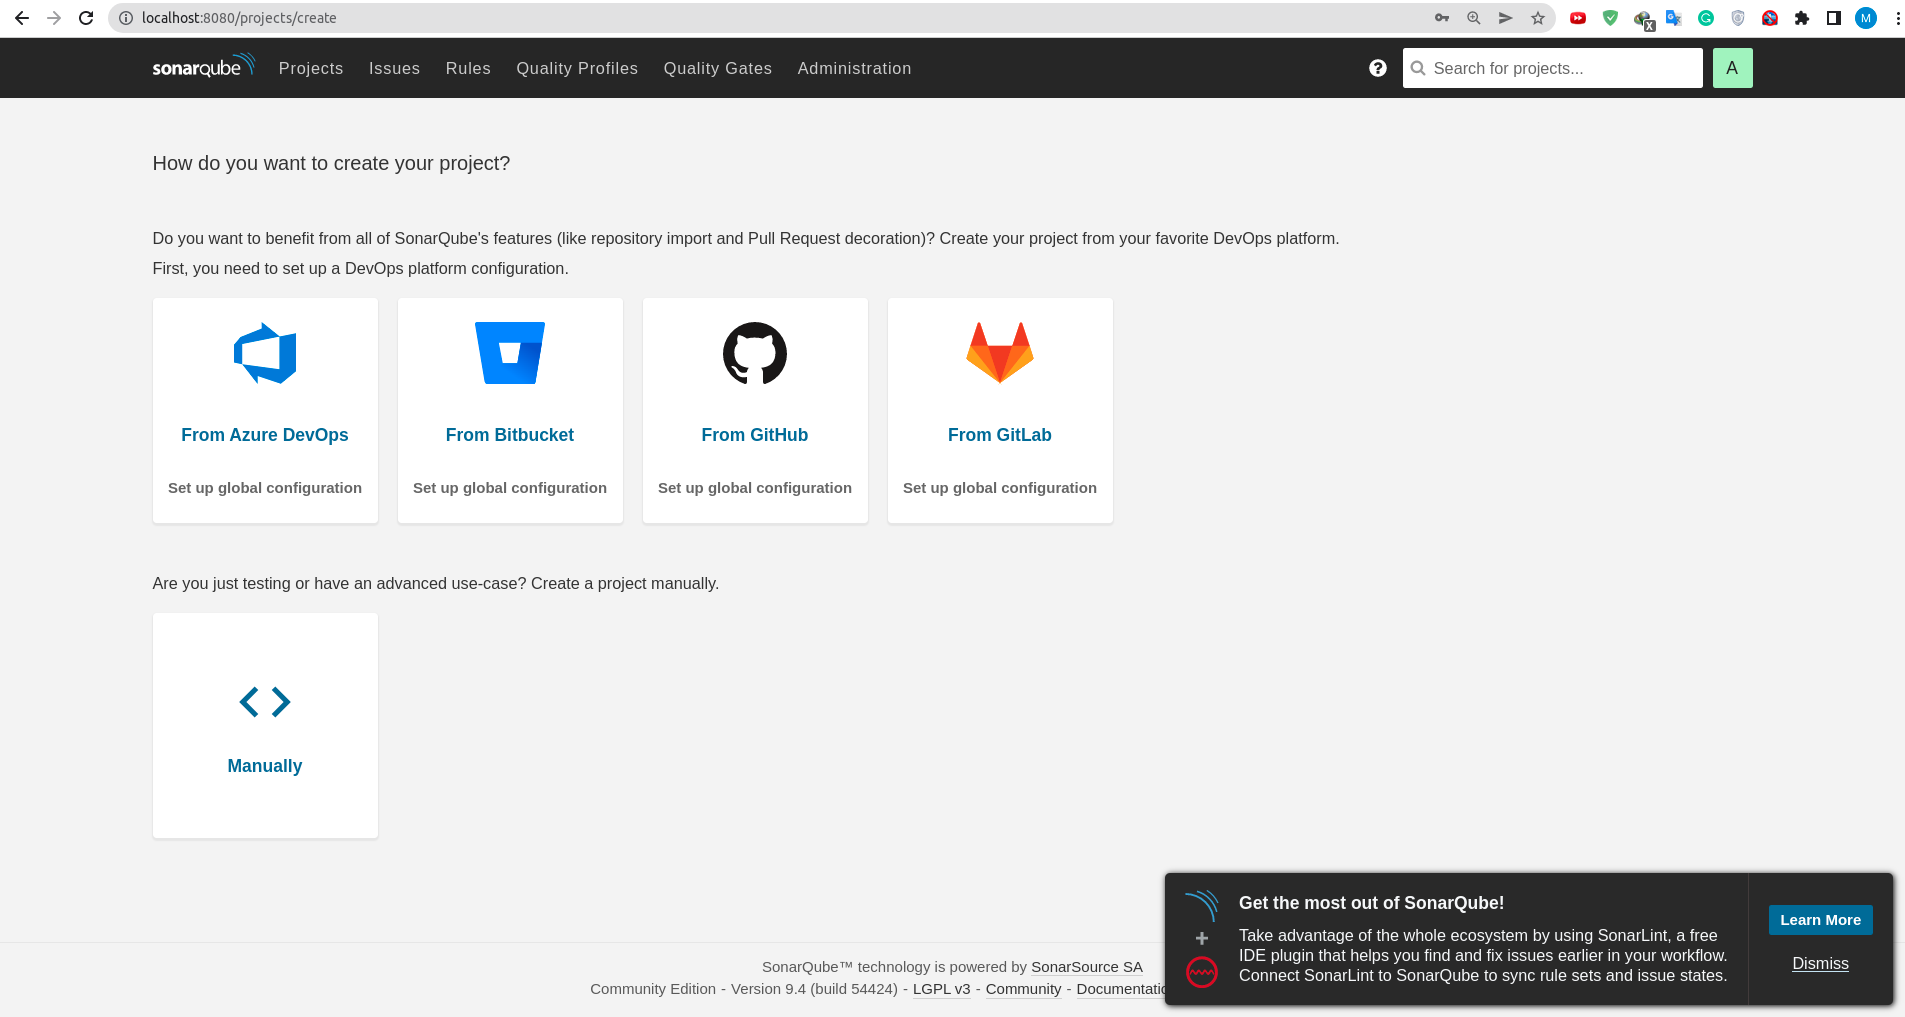 localhost:8080/projects/create
M
sonarqube Projects Issues Rules Quality Profiles Quality Gates Administration
Search for projects...
A
How do you want to create your project?
Do you want to benefit from all of SonarQube's features (like repository import and Pull Request decoration)? Create your project from your favorite DevOps platform.
First, you need to set up a DevOps platform configuration.
From Azure DevOps
Set up global configuration
From Bitbucket
Set up global configuration
From GitHub
Set up global configuration
From GitLab
Set up global configuration
Are you just testing or have an advanced use-case? Create a project manually.
Manually
Get the most out of SonarQube!
Take advantage of the whole ecosystem by using SonarLint, a free
IDE plugin that helps you find and fix issues earlier in your workflow.
Connect SonarLint to SonarQube to sync rule sets and issue states.
Learn More
Dismiss
SonarQube™ technology is powered by SonarSource SA
Community Edition - Version 9.4 (build 54424) - LGPL v3 - Community - Documentatio